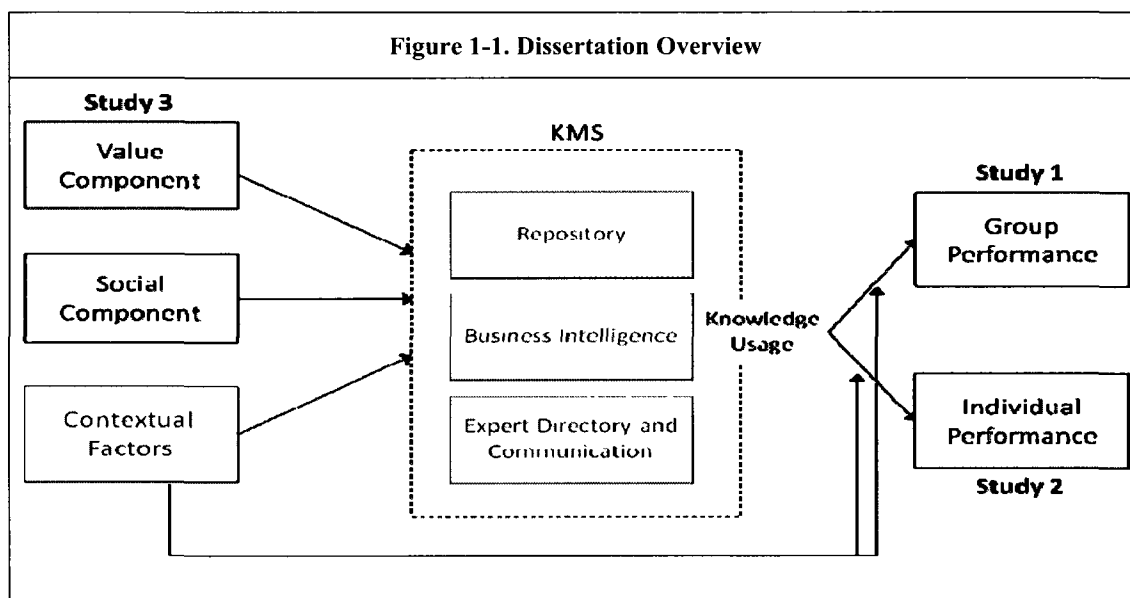 Figure 1-1. Dissertation Overview
Study 3
Value
Component
Social
Component
Contextual
Factors
KMS
Repository
Business Intelligence
Expert Directory and
Communication
Knowledge
Usage
Study 1
Group
Performance
Individual
Performance
Study 2